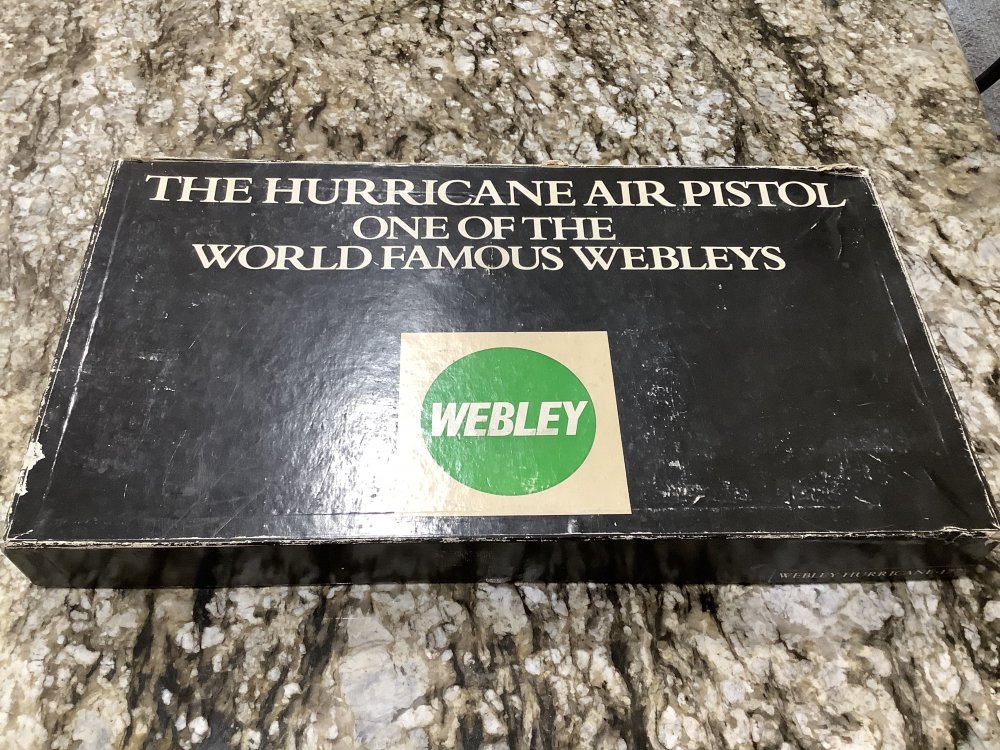 THE HURRICANE AIR PISTOL
ONE OF THE
WORLD FAMOUS WEBLEYS
WEBLEY
WEBLEY HURRICANE